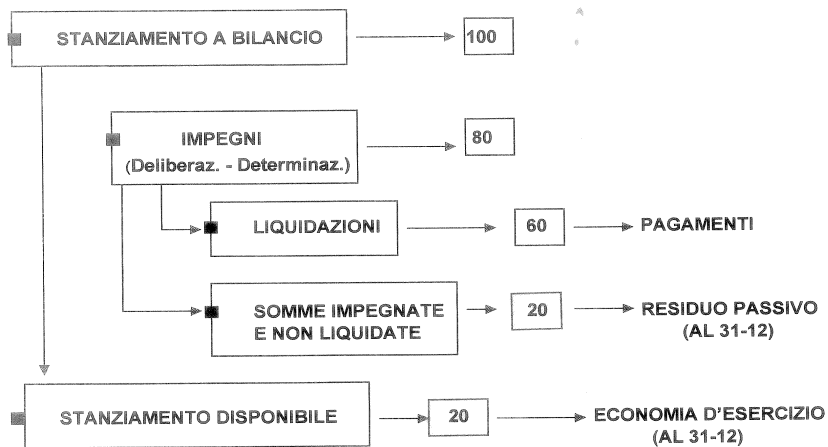 STANZIAMENTO A BILANCIO 100
IMPEGNI 80
(Deliberaz. - Determinaz.)
LIQUIDAZIONI 60 PAGAMENTI
SOMME IMPEGNATE 20 RESIDUO PASSIVO
E NON LIQUIDATE (AL 31-12)
STANZIAMENTO DISPONIBILE 20 ECONOMIA D'ESERCIZIO
(AL 31-12)